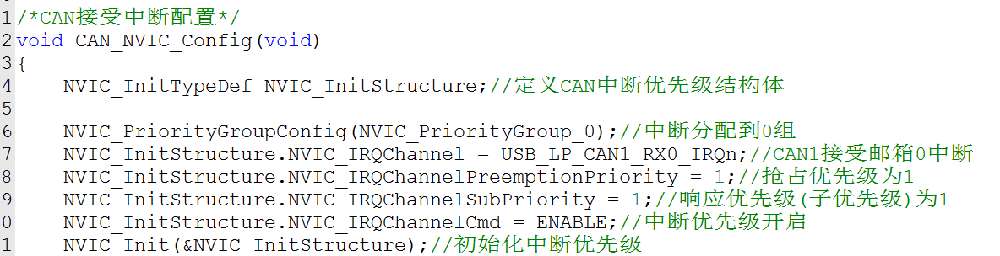 1 /*CAN接受中断配置*/
2 void CAN_NVIC_Config(void)
3 {
4     NVIC_InitTypeDef NVIC_InitStructure;//定义CAN中断优先级结构体
5
6     NVIC_PriorityGroupConfig(NVIC_PriorityGroup_0);//中断分配到0组
7     NVIC_InitStructure.NVIC_IRQChannel = USB_LP_CAN1_RX0_IRQn;//CAN1接受邮箱0中断
8     NVIC_InitStructure.NVIC_IRQChannelPreemptionPriority = 1;//抢占优先级为1
9     NVIC_InitStructure.NVIC_IRQChannelSubPriority = 1;//响应优先级(子优先级)为1
0     NVIC_InitStructure.NVIC_IRQChannelCmd = ENABLE;//中断优先级开启
1     NVIC_Init(&NVIC_InitStructure);//初始化中断优先级